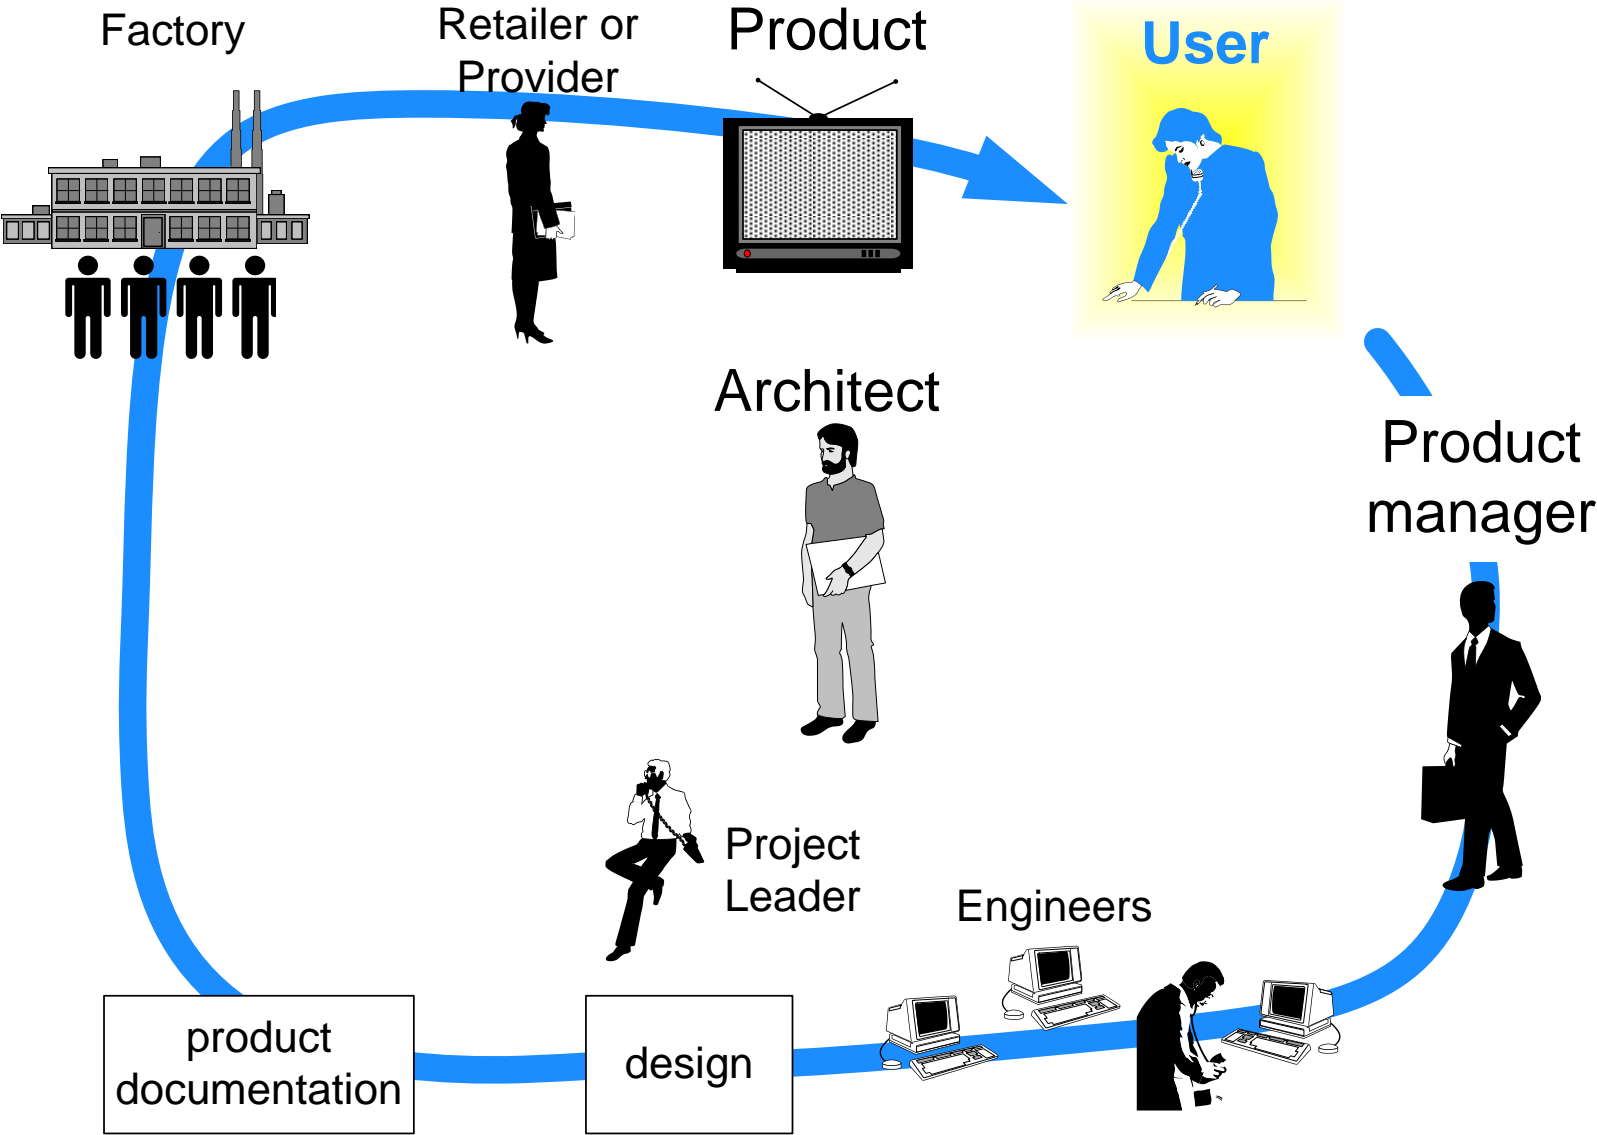 Factory
Retailer or
Provider
Product
User
Architect
Product
manager
Project
Leader
Engineers
product
documentation
design